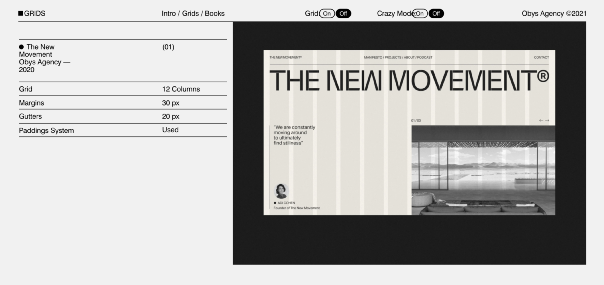 GRIDS
Intro / Grids / Books
Grid: On Off
Crazy Mode: On Off
Obys Agency ©2021
The New
Movement
Obys Agency —
2020
(01)
Grid 12 Columns
Margins 30 px
Gutters 20 px
Paddings System Used
THE NEW MOVEMENT®
MANIFESTO / PROJECTS / ABOUT / PODCAST
CONTACT
THE NEW MOVEMENT®
"We are constantly
moving around
to ultimately
find stillness"
Founder of The New Movement